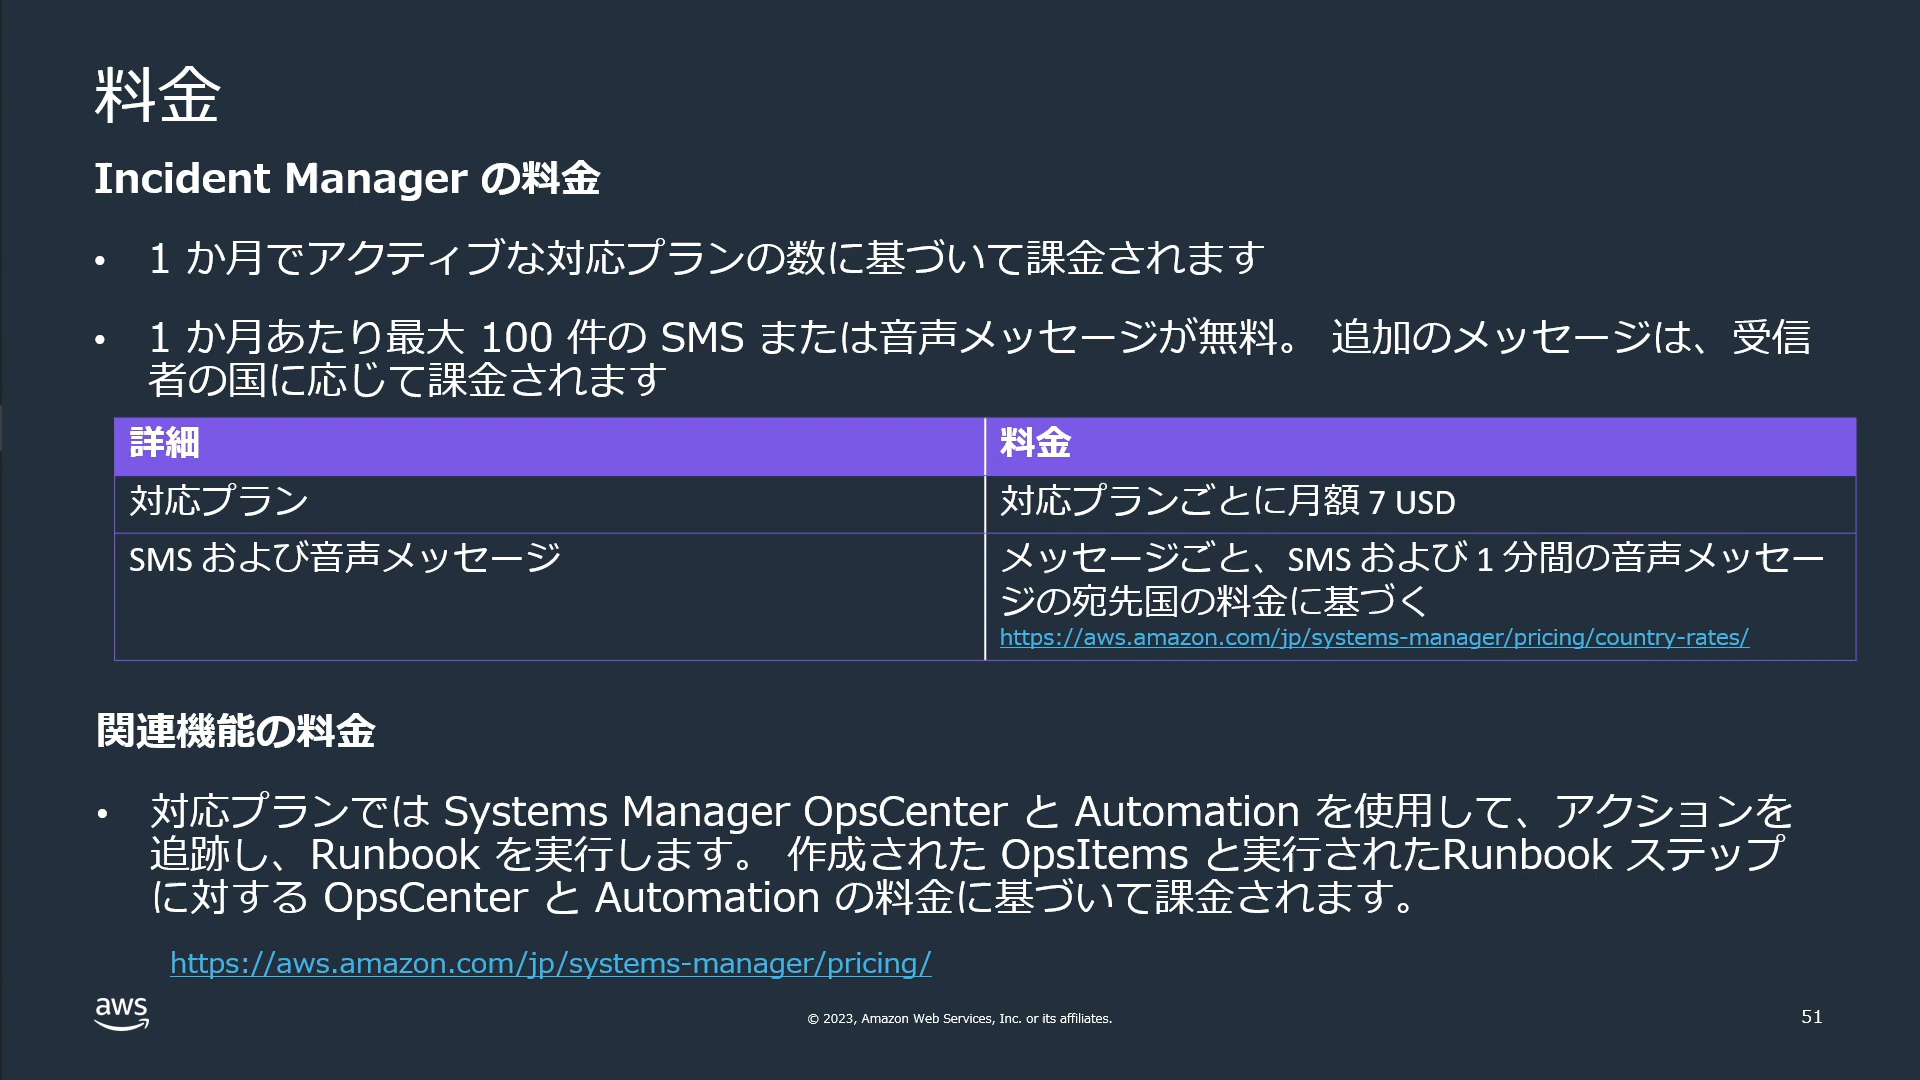 料金
Incident Manager の料金
• 1 か月でアクティブな対応プランの数に基づいて課金されます
• 1 か月あたり最大 100 件の SMS または音声メッセージが無料。 追加のメッセージは、受信
者の国に応じて課金されます
詳細 料金
対応プラン 対応プランごとに月額 7 USD
SMS および音声メッセージ メッセージごと、SMS および 1 分間の音声メッセー
ジの宛先国の料金に基づく
https://aws.amazon.com/jp/systems-manager/pricing/country-rates/
関連機能の料金
• 対応プランでは Systems Manager OpsCenter と Automation を使用して、アクションを
追跡し、Runbook を実行します。 作成された OpsItems と実行されたRunbook ステップ
に対する OpsCenter と Automation の料金に基づいて課金されます。
https://aws.amazon.com/jp/systems-manager/pricing/
aws
© 2023, Amazon Web Services, Inc. or its affiliates.
51